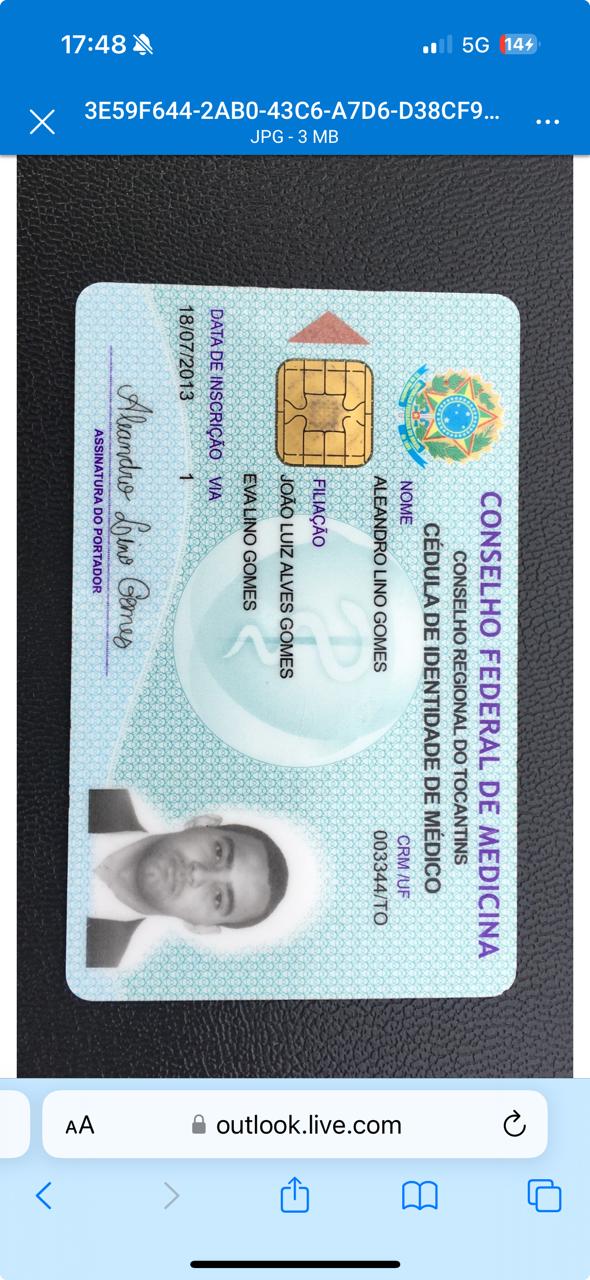 17:48
5G
14
3E59F644-2AB0-43C6-A7D6-D38CF9...
JPG - 3 MB
CONSELHO FEDERAL DE MEDICINA
CONSELHO REGIONAL DO TOCANTINS
CÉDULA DE IDENTIDADE DE MÉDICO
NOME
CRM /UF
ALEANDRO LINO GOMES
003344/TO
FILIAÇÃO
JOÃO LUIZ ALVES GOMES
EVA LINO GOMES
DATA DE INSCRIÇÃO VIA
18/07/2013 1
Aleandro Lino Gomes
ASSINATURA DO PORTADOR
AA
outlook.live.com